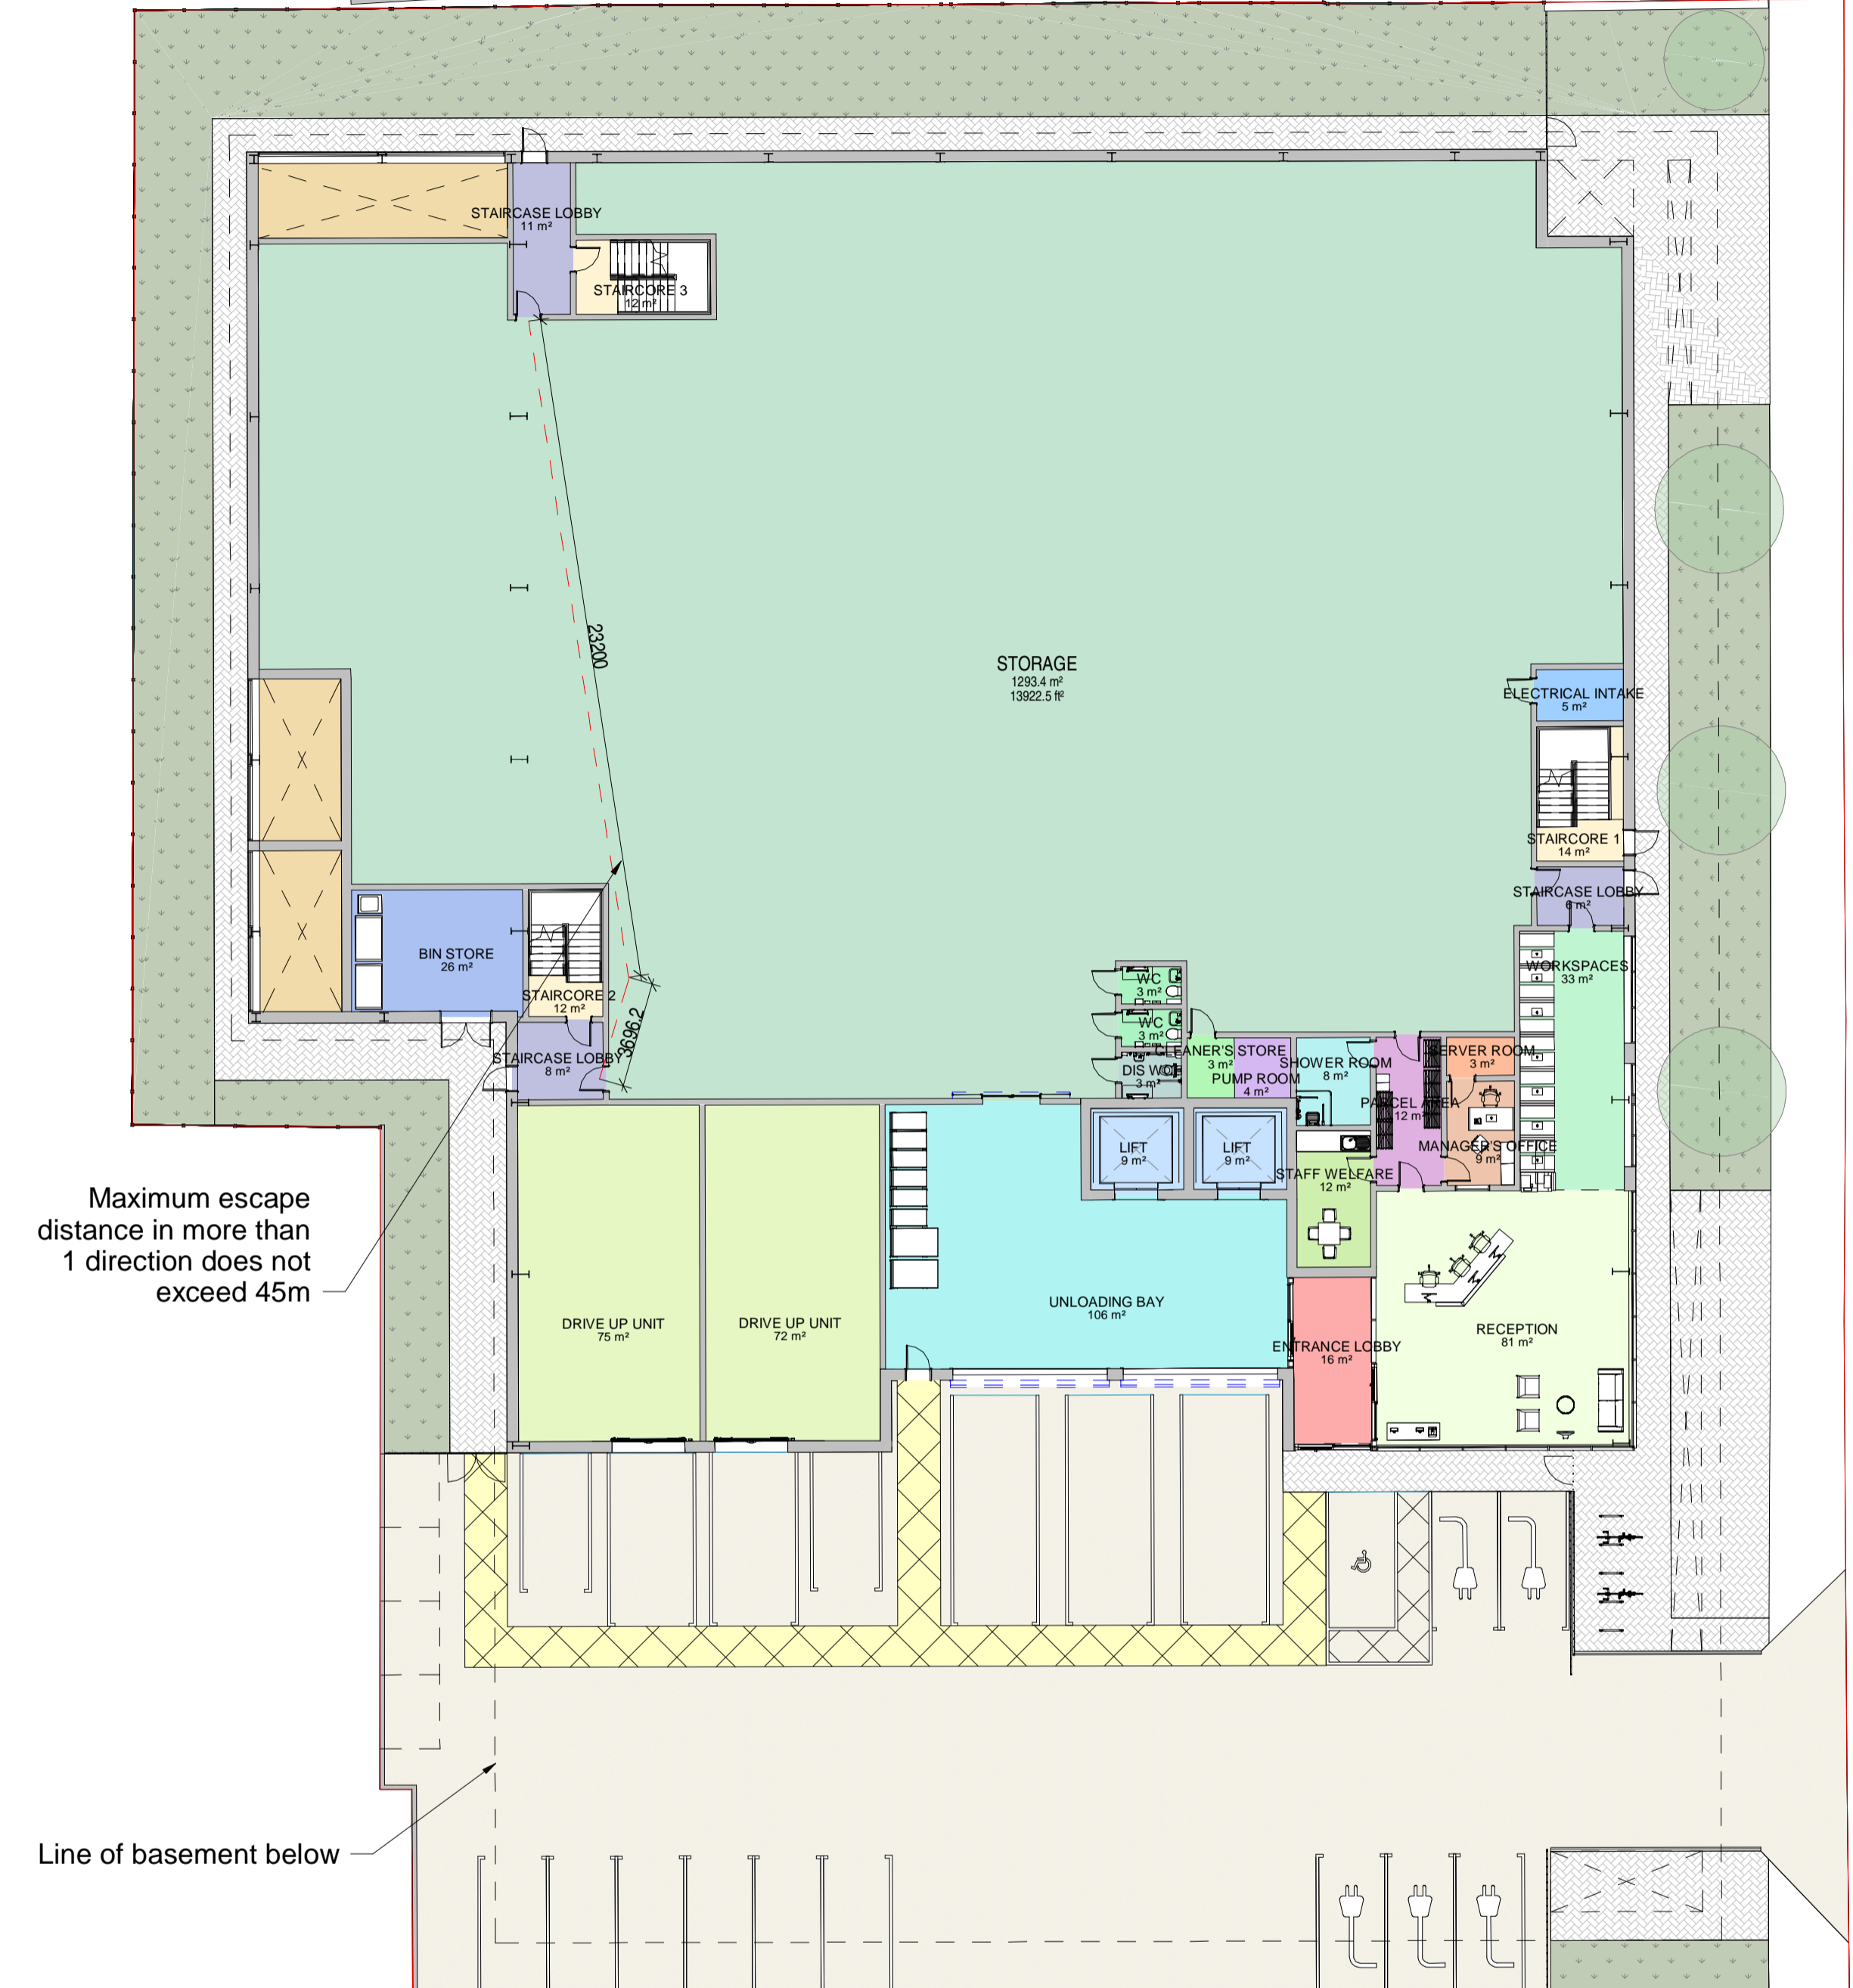 STAIRCASE LOBBY
11 m²
STAIRCORE 3
12 m²
23200
STORAGE
1293.4 m²
13922.5 ft²
ELECTRICAL INTAKE
5 m²
STAIRCORE 1
14 m²
STAIRCASE LOBBY
6 m²
BIN STORE
26 m²
STAIRCORE 2
12 m²
3696.2
STAIRCASE LOBBY
8 m²
WC
3 m²
WC
3 m²
DIS WC
3 m²
CLEANER'S STORE
3 m²
PUMP ROOM
4 m²
SHOWER ROOM
8 m²
SERVER ROOM
3 m²
WORKSPACES
33 m²
PARCEL AREA
12 m²
MANAGER'S OFFICE
9 m²
LIFT
9 m²
LIFT
9 m²
STAFF WELFARE
12 m²
Maximum escape
distance in more than
1 direction does not
exceed 45m
DRIVE UP UNIT
75 m²
DRIVE UP UNIT
72 m²
UNLOADING BAY
106 m²
ENTRANCE LOBBY
16 m²
RECEPTION
81 m²
Line of basement below